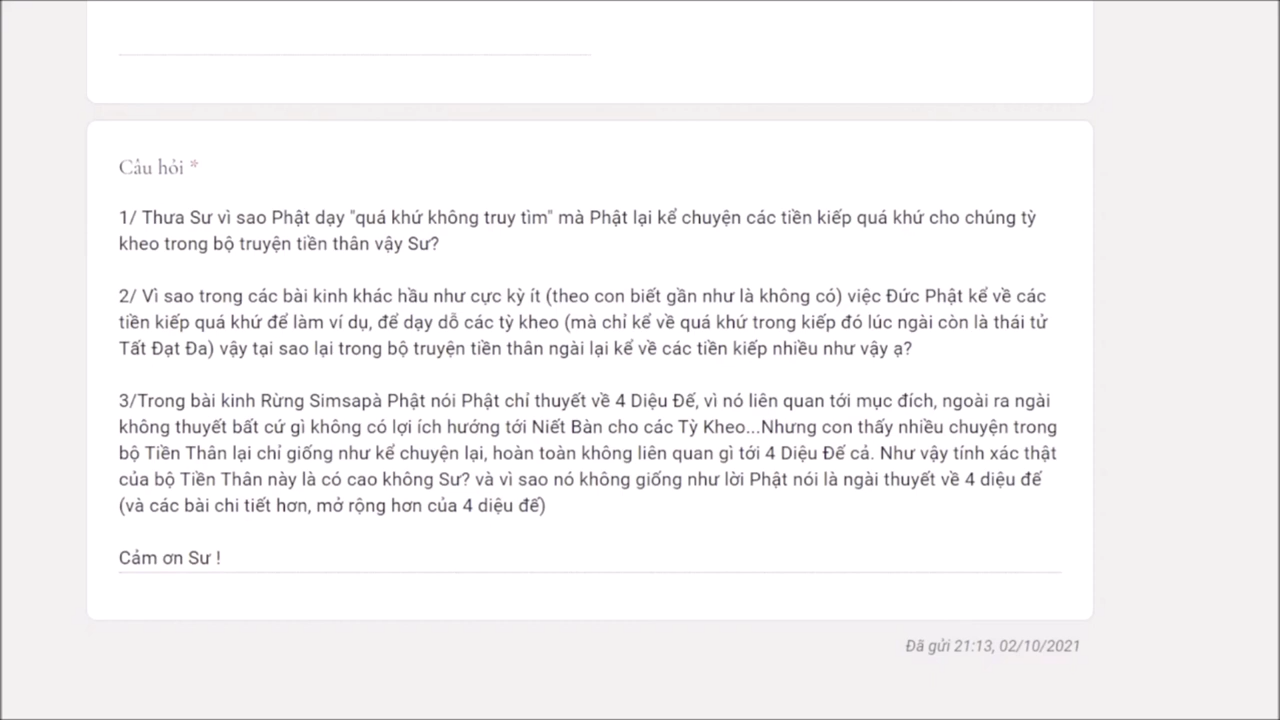 Câu hỏi *
1/ Thưa Sư vì sao Phật dạy "quá khứ không truy tìm" mà Phật lại kể chuyện các tiền kiếp quá khứ cho chúng tỳ
kheo trong bộ truyện tiền thân vậy Sư?
2/ Vì sao trong các bài kinh khác hầu như cực kỳ ít (theo con biết gần như là không có) việc Đức Phật kể về các
tiền kiếp quá khứ để làm ví dụ, để dạy dỗ các tỳ kheo (mà chỉ kể về quá khứ trong kiếp đó lúc ngài còn là thái tử
Tất Đạt Đa) vậy tại sao lại trong bộ truyện tiền thân ngài lại kể về các tiền kiếp nhiều như vậy ạ?
3/Trong bài kinh Rừng Simsapà Phật nói Phật chỉ thuyết về 4 Diệu Đế, vì nó liên quan tới mục đích, ngoài ra ngài
không thuyết bất cứ gì không có lợi ích hướng tới Niết Bàn cho các Tỳ Kheo...Nhưng con thấy nhiều chuyện trong
bộ Tiền Thân lại chỉ giống như kể chuyện lại, hoàn toàn không liên quan gì tới 4 Diệu Đế cả. Như vậy tính xác thật
của bộ Tiền Thân này là có cao không Sư? và vì sao nó không giống như lời Phật nói là ngài thuyết về 4 diệu đế
(và các bài chi tiết hơn, mở rộng hơn của 4 diệu đế)
Cảm ơn Sư !
Đã gửi 21:13, 02/10/2021